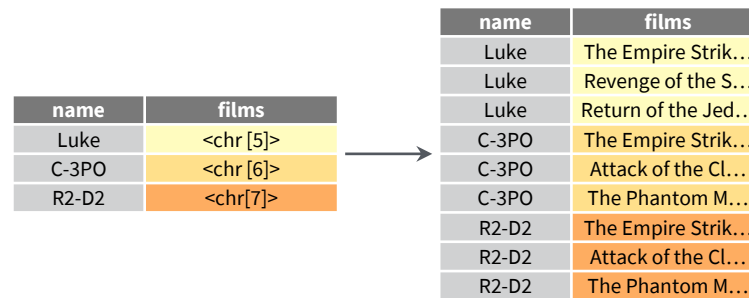 name films
Luke <chr [5]>
C-3PO <chr [6]>
R2-D2 <chr[7]>
name films
Luke The Empire Strik…
Luke Revenge of the S…
Luke Return of the Jed…
C-3PO The Empire Strik…
C-3PO Attack of the Cl…
C-3PO The Phantom M…
R2-D2 The Empire Strik…
R2-D2 Attack of the Cl…
R2-D2 The Phantom M…